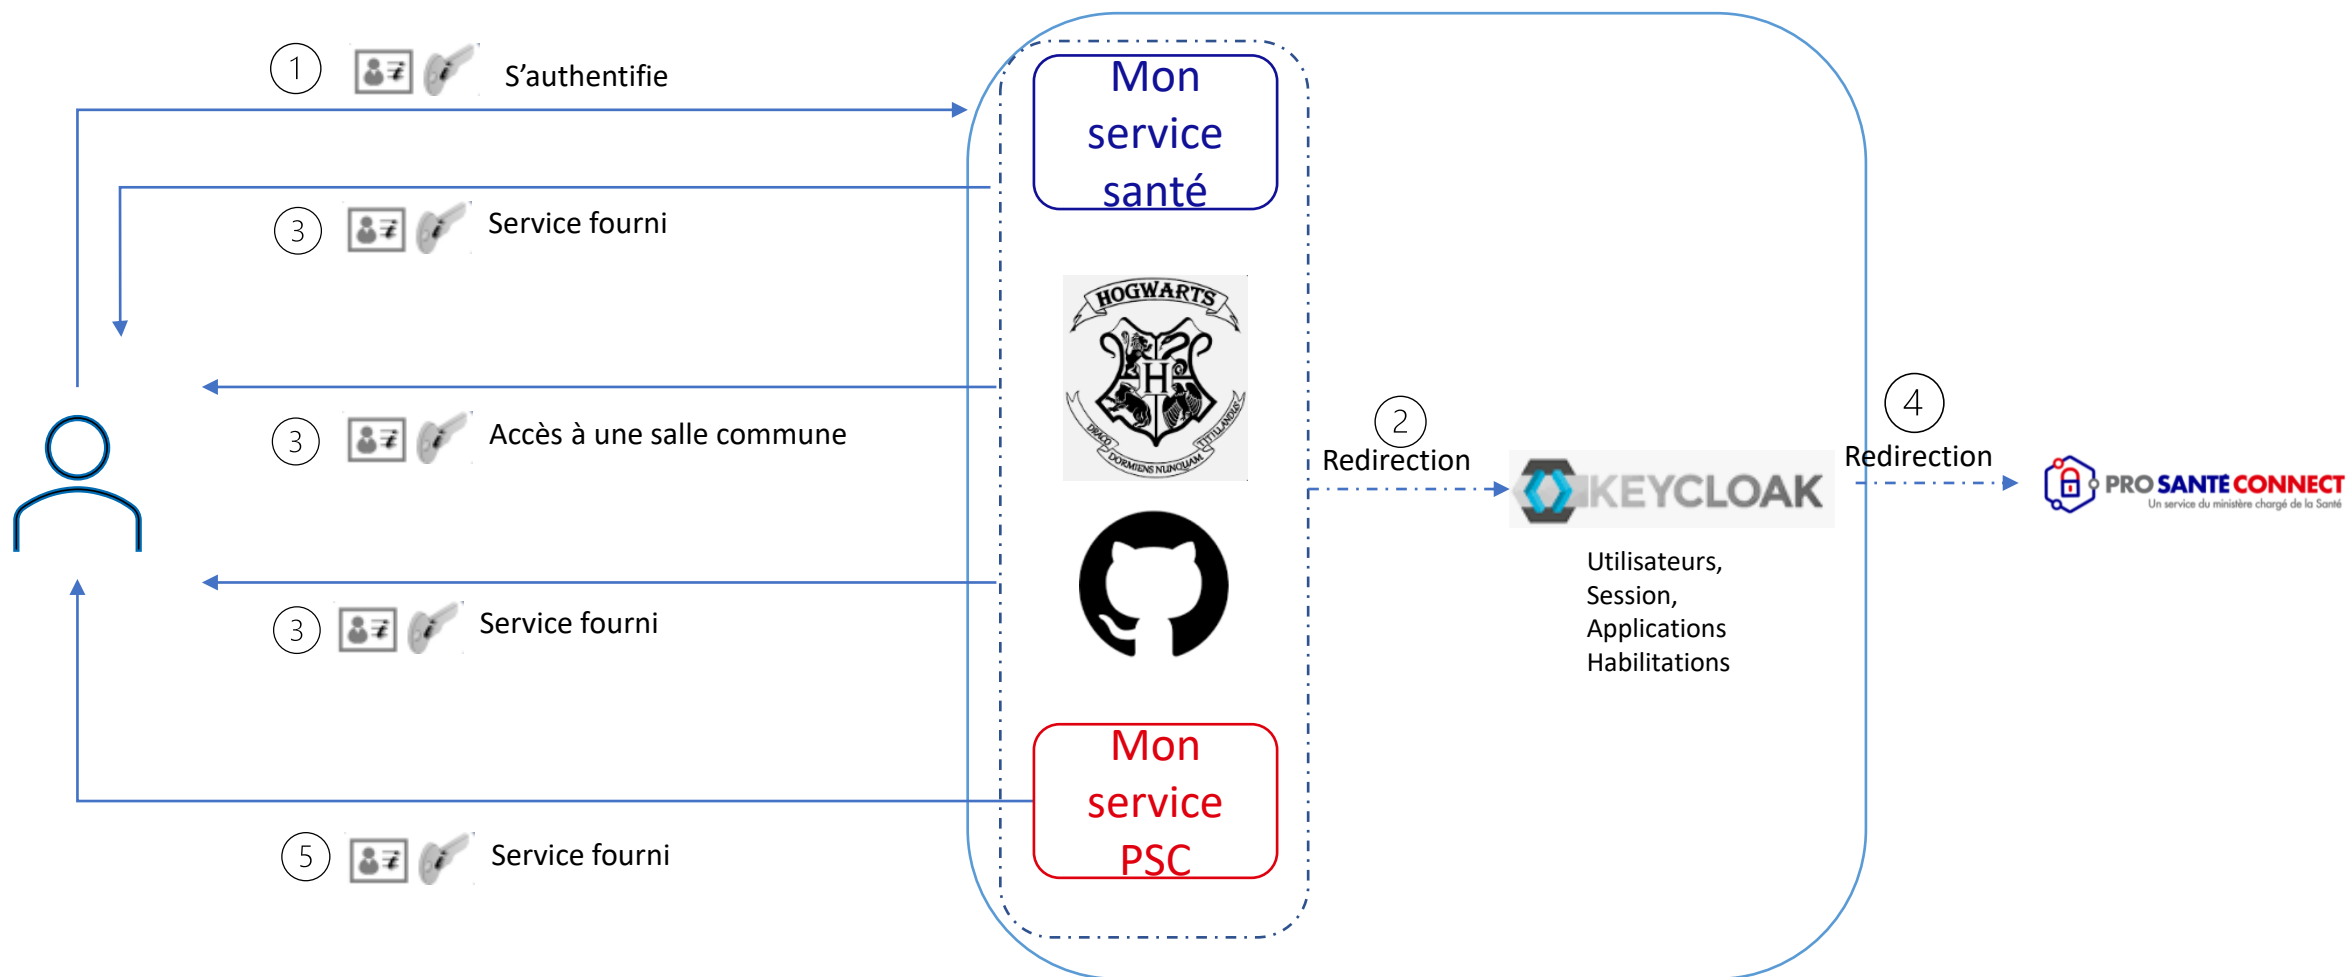 1
S’authentifie
Mon
service
santé
3
Service fourni
HOGWARTS
H
DRACO
DORMIENS NUNQUAM
TITILLANDUS
3
Accès à une salle commune
2
Redirection
KEYCLOAK
4
Redirection
PRO SANTÉ CONNECT
Un service du ministère chargé de la Santé
Utilisateurs,
Session,
Applications
Habilitations
3
Service fourni
Mon
service
PSC
5
Service fourni